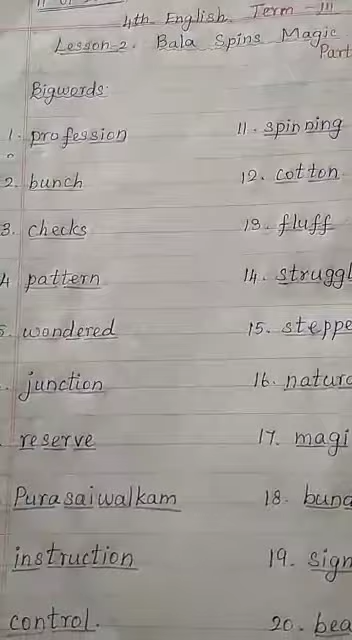 4th English. Term - III
Lesson-2. Bala Spins Magic
Part
Bigwords.
1. profession 11. spinning
2. bunch 12. cotton
3. checks 13. fluff
4 pattern 14. struggl
5. wondered 15. steppe
. junction 16. natura
reserve 17. magi
Purasaiwalkam 18.
instruction 19. sign
control. 20. bea